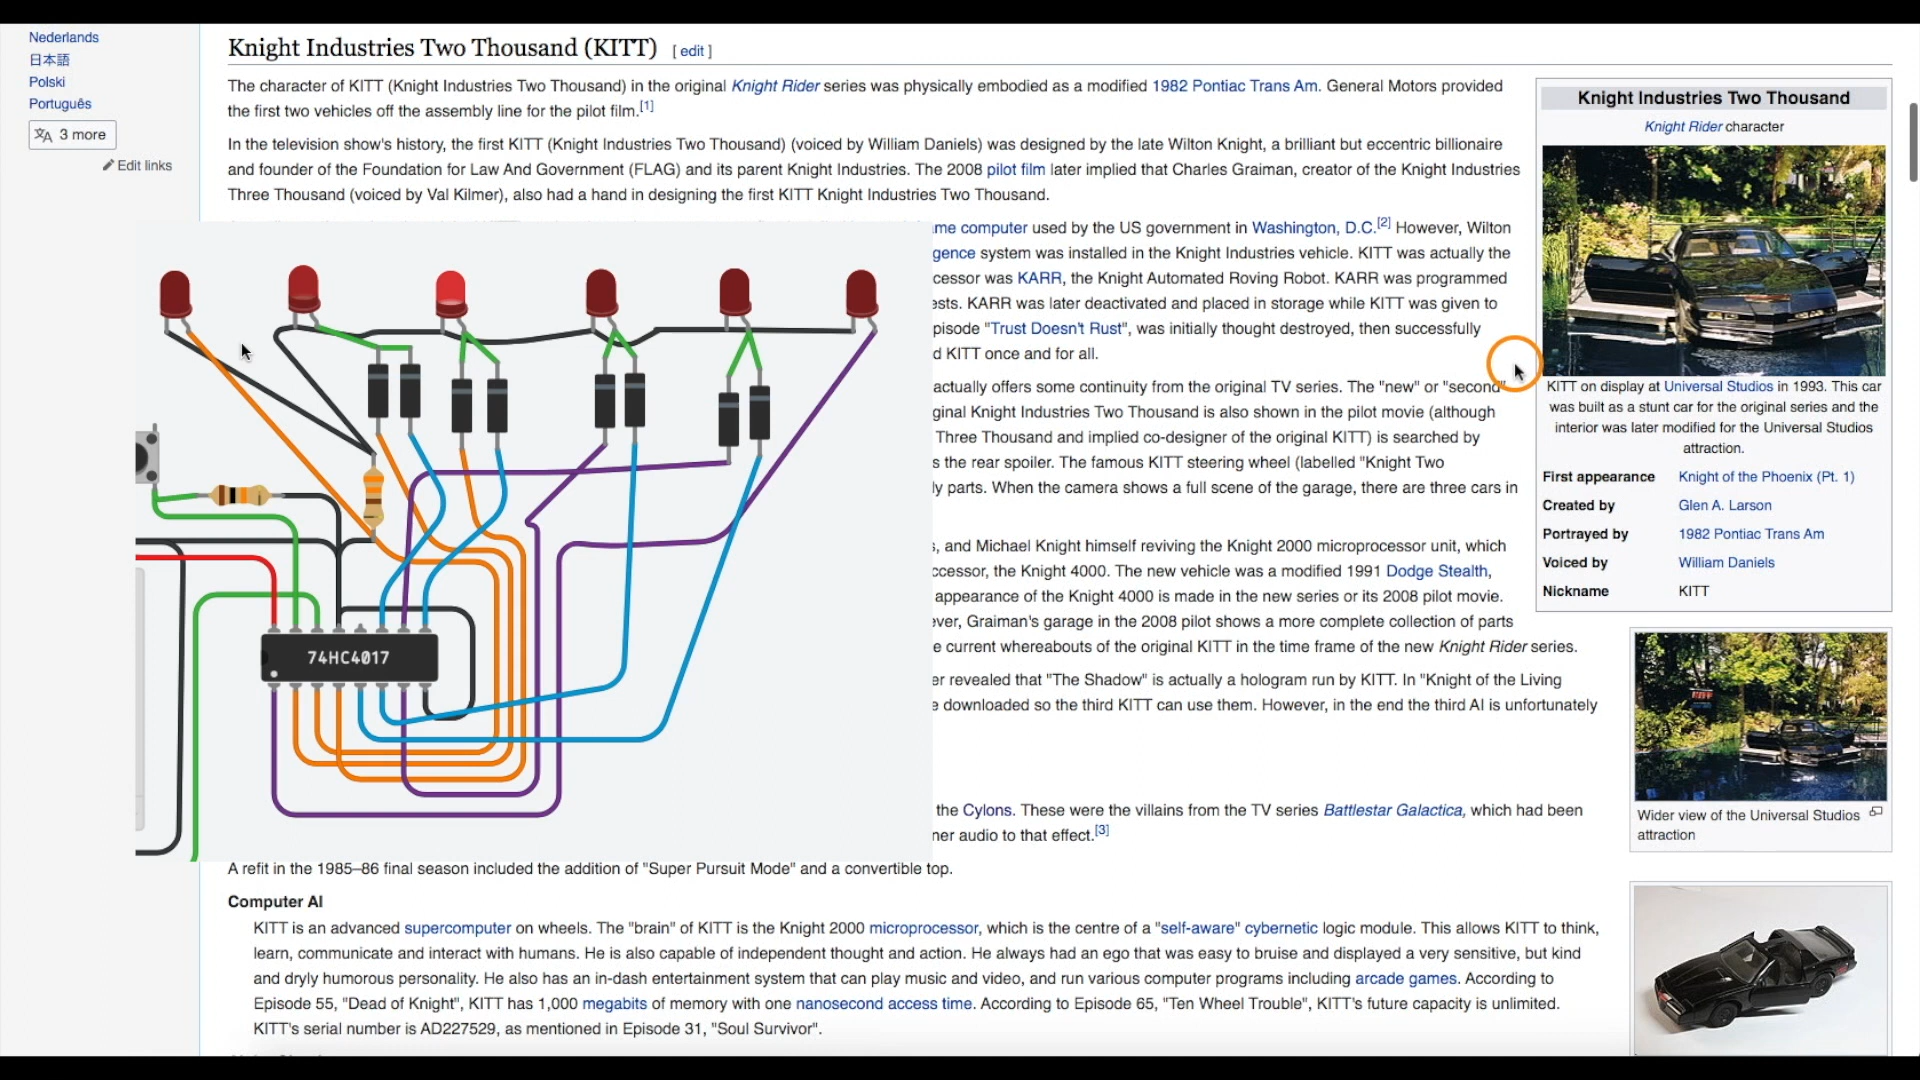 Nederlands
日本語
Polski
Português
3 more
Edit links
Knight Industries Two Thousand (KITT) [ edit ]
The character of KITT (Knight Industries Two Thousand) in the original Knight Rider series was physically embodied as a modified 1982 Pontiac Trans Am. General Motors provided
the first two vehicles off the assembly line for the pilot film.[1]
In the television show's history, the first KITT (Knight Industries Two Thousand) (voiced by William Daniels) was designed by the late Wilton Knight, a brilliant but eccentric billionaire
and founder of the Foundation for Law And Government (FLAG) and its parent Knight Industries. The 2008 pilot film later implied that Charles Graiman, creator of the Knight Industries
Three Thousand (voiced by Val Kilmer), also had a hand in designing the first KITT Knight Industries Two Thousand.
me computer used by the US government in Washington, D.C.[2] However, Wilton
gence system was installed in the Knight Industries vehicle. KITT was actually the
cessor was KARR, the Knight Automated Roving Robot. KARR was programmed
ests. KARR was later deactivated and placed in storage while KITT was given to
pisode "Trust Doesn't Rust", was initially thought destroyed, then successfully
d KITT once and for all.
actually offers some continuity from the original TV series. The "new" or "second"
ginal Knight Industries Two Thousand is also shown in the pilot movie (although
Three Thousand and implied co-designer of the original KITT) is searched by
s the rear spoiler. The famous KITT steering wheel (labelled "Knight Two
ly parts. When the camera shows a full scene of the garage, there are three cars in
s, and Michael Knight himself reviving the Knight 2000 microprocessor unit, which
ccessor, the Knight 4000. The new vehicle was a modified 1991 Dodge Stealth,
appearance of the Knight 4000 is made in the new series or its 2008 pilot movie.
ever, Graiman's garage in the 2008 pilot shows a more complete collection of parts
e current whereabouts of the original KITT in the time frame of the new Knight Rider series.
er revealed that "The Shadow" is actually a hologram run by KITT. In "Knight of the Living
e downloaded so the third KITT can use them. However, in the end the third AI is unfortunately
the Cylons. These were the villains from the TV series Battlestar Galactica, which had been
ner audio to that effect.[3]
74HC4017
A refit in the 1985–86 final season included the addition of "Super Pursuit Mode" and a convertible top.
Computer AI
KITT is an advanced supercomputer on wheels. The "brain" of KITT is the Knight 2000 microprocessor, which is the centre of a "self-aware" cybernetic logic module. This allows KITT to think,
learn, communicate and interact with humans. He is also capable of independent thought and action. He always had an ego that was easy to bruise and displayed a very sensitive, but kind
and dryly humorous personality. He also has an in-dash entertainment system that can play music and video, and run various computer programs including arcade games. According to
Episode 55, "Dead of Knight", KITT has 1,000 megabits of memory with one nanosecond access time. According to Episode 65, "Ten Wheel Trouble", KITT's future capacity is unlimited.
KITT's serial number is AD227529, as mentioned in Episode 31, "Soul Survivor".
Knight Industries Two Thousand
Knight Rider character
KITT on display at Universal Studios in 1993. This car
was built as a stunt car for the original series and the
interior was later modified for the Universal Studios
attraction.
First appearance Knight of the Phoenix (Pt. 1)
Created by Glen A. Larson
Portrayed by 1982 Pontiac Trans Am
Voiced by William Daniels
Nickname KITT
Wider view of the Universal Studios
attraction